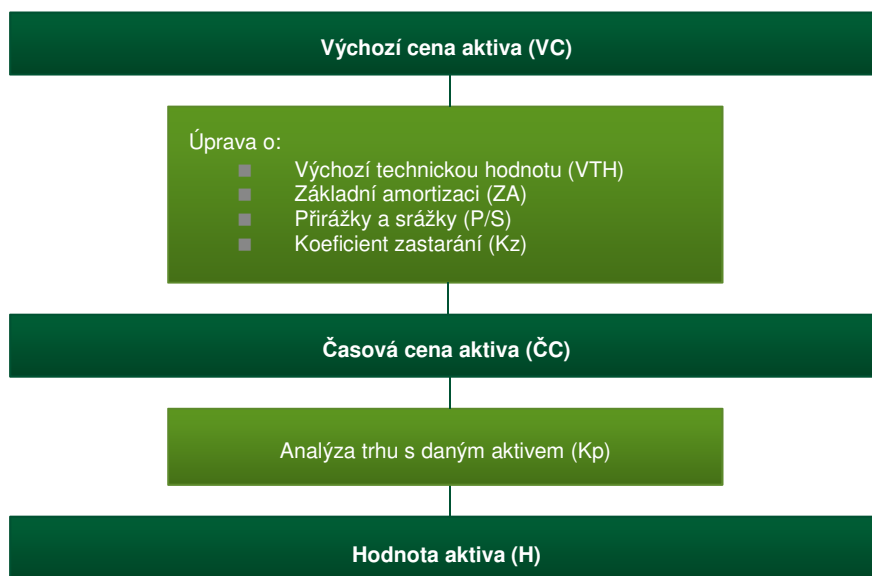 Výchozí cena aktiva (VC)
Úprava o:
Výchozí technickou hodnotu (VTH)
Základní amortizaci (ZA)
Přirážky a srážky (P/S)
Koeficient zastarání (Kz)
Časová cena aktiva (ČC)
Analýza trhu s daným aktivem (Kp)
Hodnota aktiva (H)